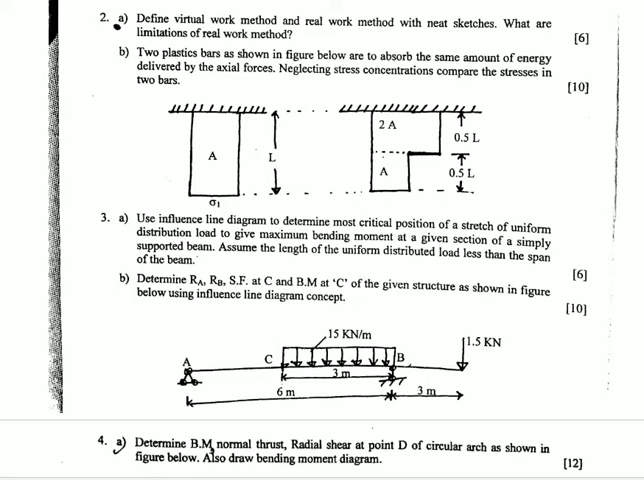 2. a) Define virtual work method and real work method with neat sketches. What are
limitations of real work method?
[6]
b) Two plastics bars as shown in figure below are to absorb the same amount of energy
delivered by the axial forces. Neglecting stress concentrations compare the stresses in
two bars.
[10]
2 A
0.5 L
A
L
A
0.5 L
σ1
3. a) Use influence line diagram to determine most critical position of a stretch of uniform
distribution load to give maximum bending moment at a given section of a simply
supported beam. Assume the length of the uniform distributed load less than the span
of the beam.
[6]
b) Determine RA, RB, S.F. at C and B.M at 'C' of the given structure as shown in figure
below using influence line diagram concept.
[10]
15 KN/m
1.5 KN
A
C
B
3 m
6 m
3 m
4. a) Determine B.M, normal thrust, Radial shear at point D of circular arch as shown in
figure below. Also draw bending moment diagram.
[12]